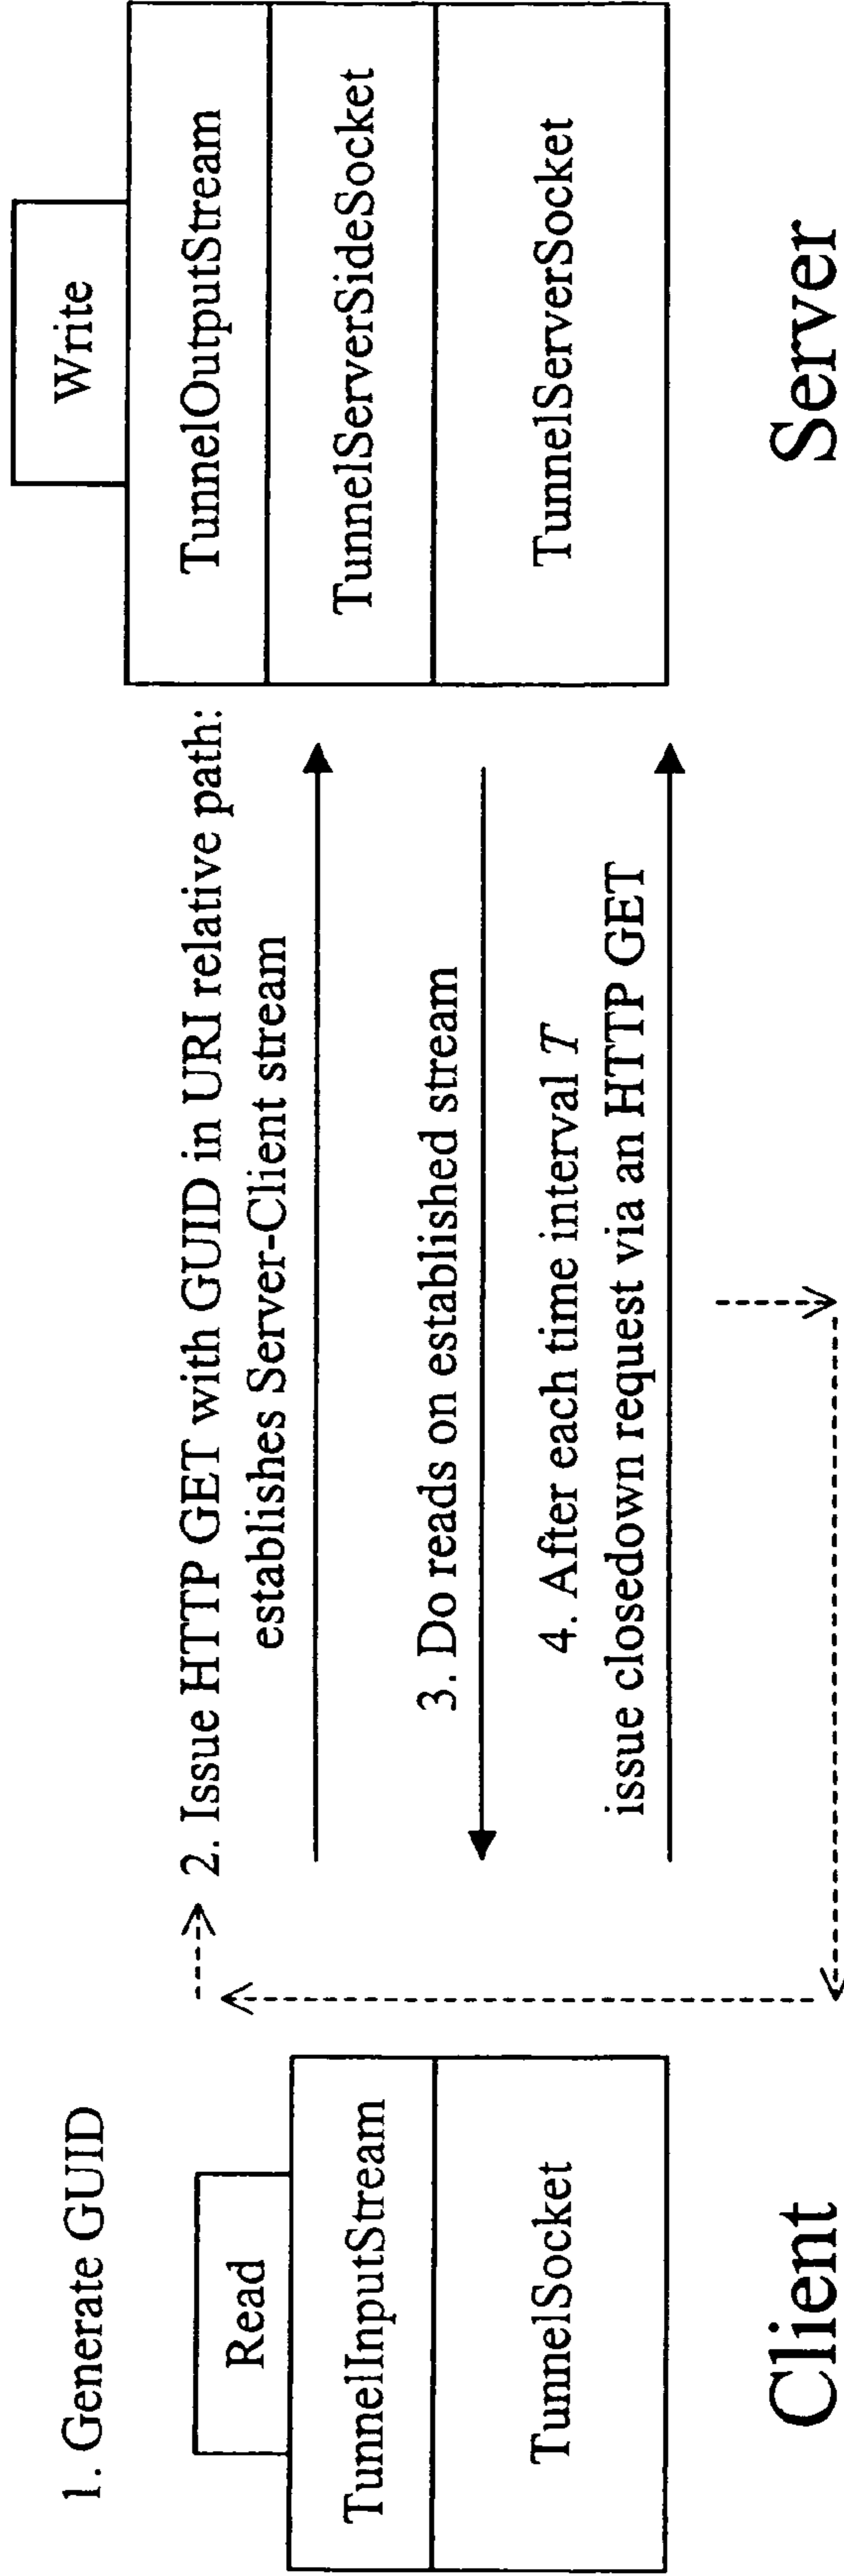 1. Generate GUID
Read
TunnelInputStream
TunnelSocket
Client
2. Issue HTTP GET with GUID in URI relative path:
establishes Server-Client stream
3. Do reads on established stream
4. After each time interval T
issue closedown request via an HTTP GET
Write
TunnelOutputStream
TunnelServerSideSocket
TunnelServerSocket
Server